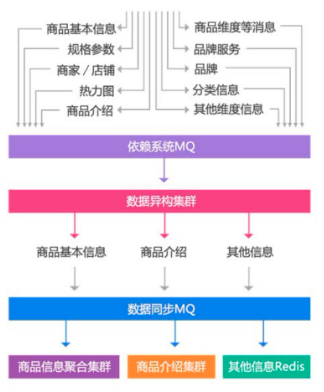 商品基本信息 商品维度等消息
规格参数 品牌服务
商家/店铺 品牌
热力图 分类信息
商品介绍 其他维度信息
依赖系统MQ
数据异构集群
商品基本信息 商品介绍 其他信息
数据同步MQ
商品信息聚合集群 商品介绍集群 其他信息Redis